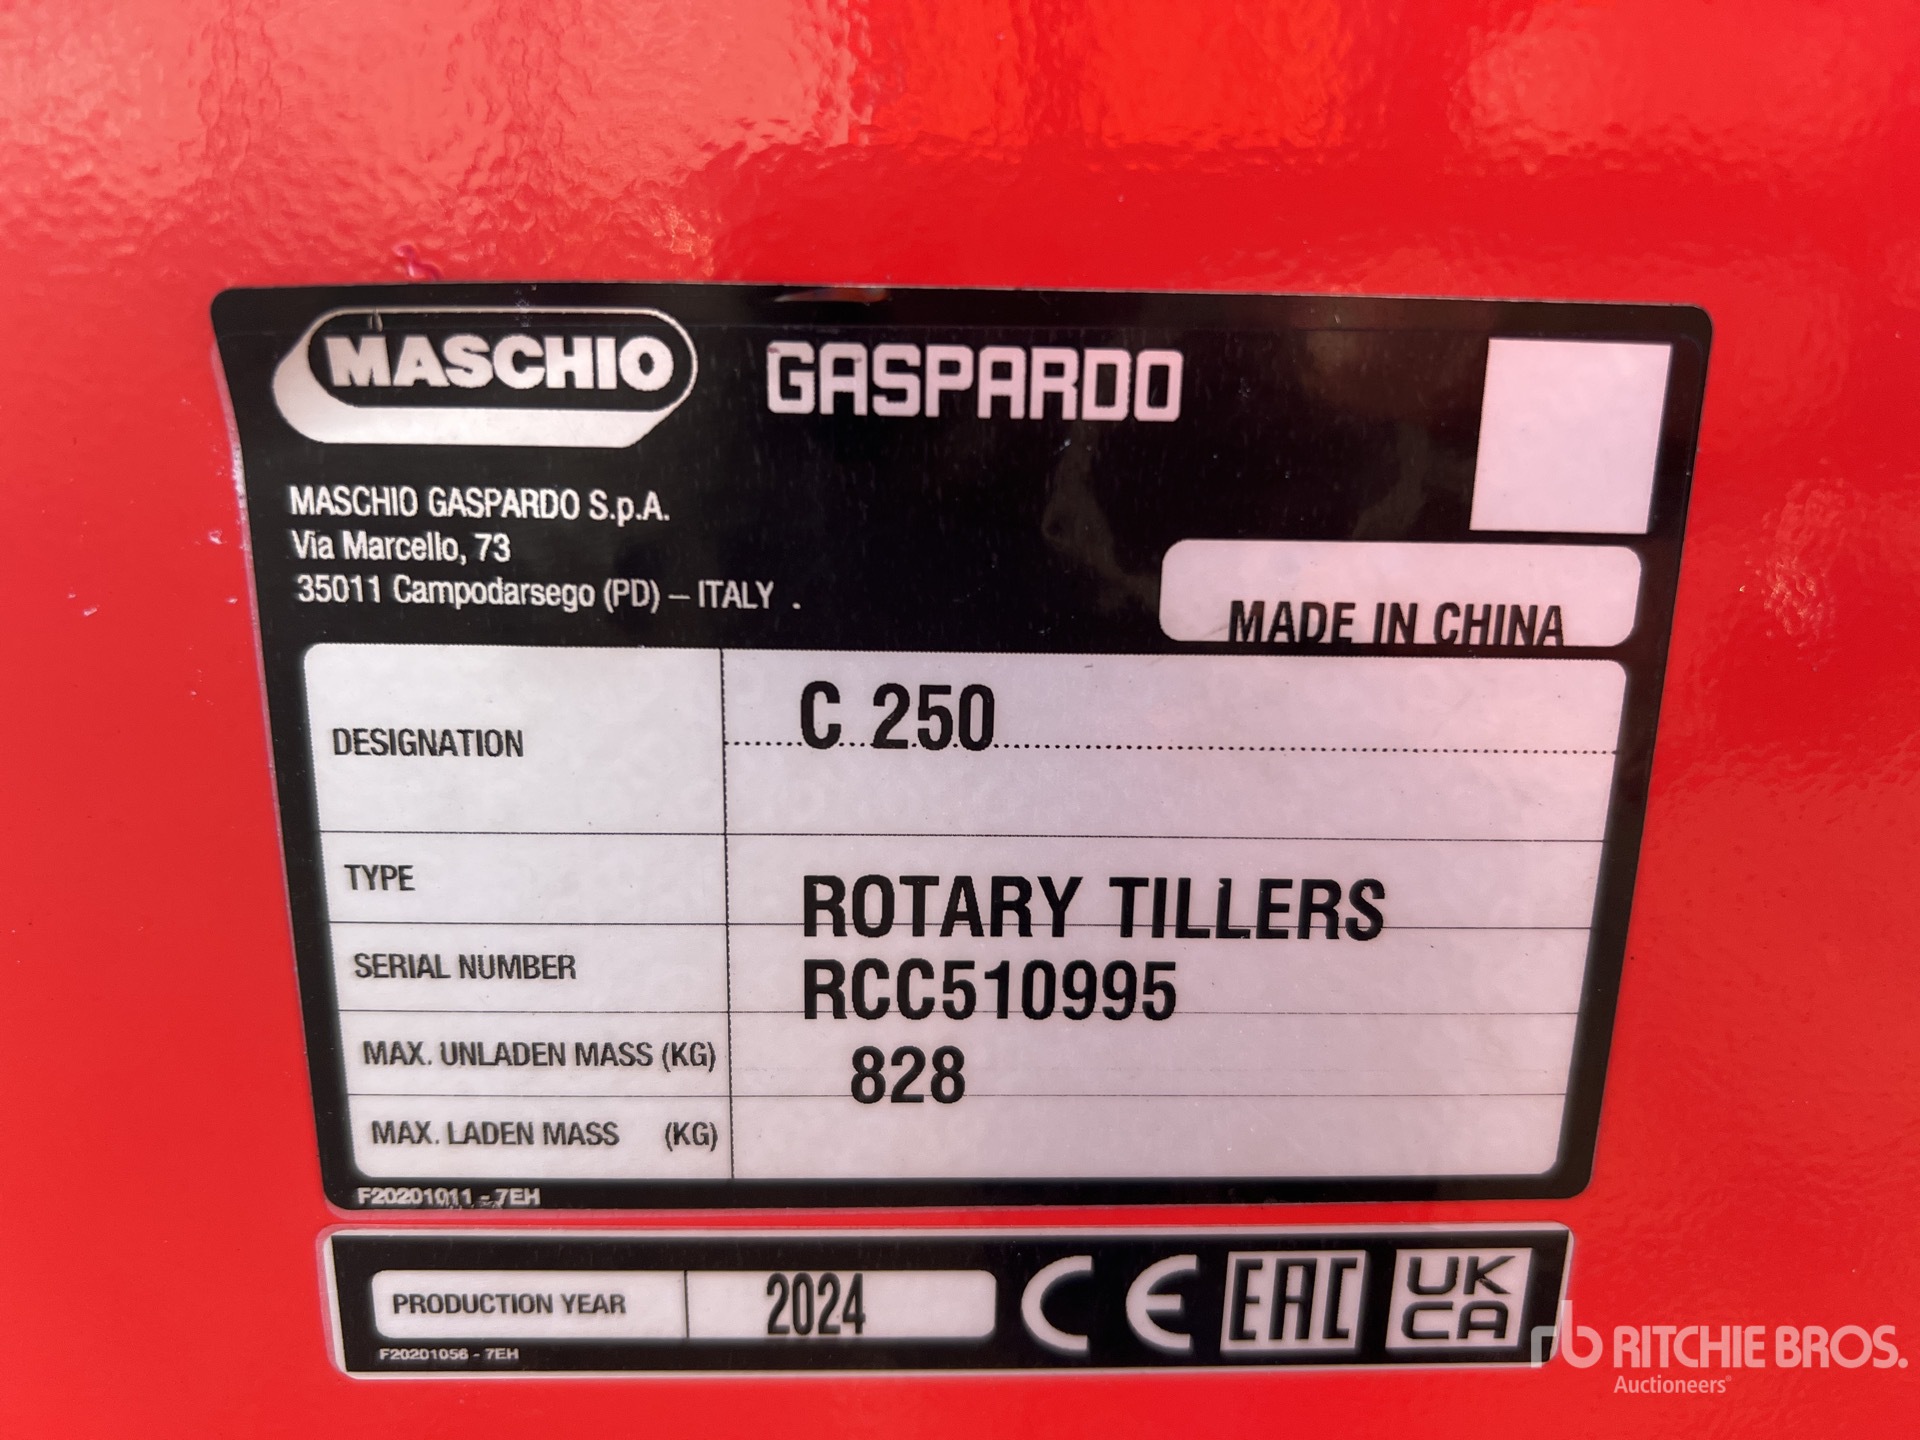 MASCHIO GASPARDO
MASCHIO GASPARDO S.p.A.
Via Marcello, 73
35011 Campodarsego (PD) – ITALY .
MADE IN CHINA
DESIGNATION C 250
TYPE ROTARY TILLERS
SERIAL NUMBER RCC510995
MAX. UNLADEN MASS (KG) 828
MAX. LADEN MASS (KG)
F20201011 - 7EH
PRODUCTION YEAR 2024 CE EAC UK CA
F20201056 - 7EH
rb RITCHIE BROS.
Auctioneers